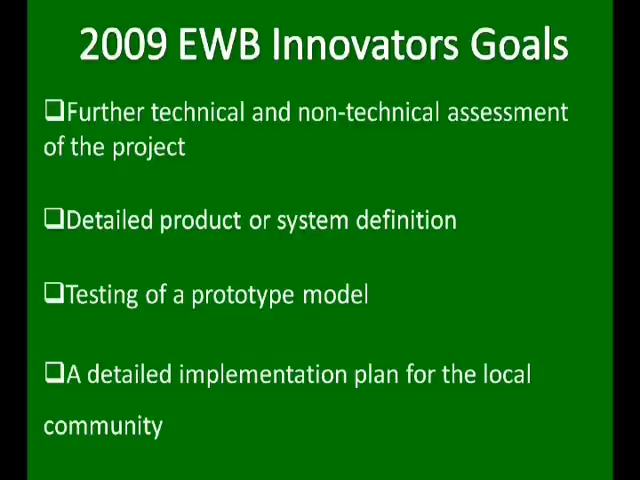 2009 EWB Innovators Goals
❑Further technical and non-technical assessment
of the project
❑Detailed product or system definition
❑Testing of a prototype model
❑A detailed implementation plan for the local
community